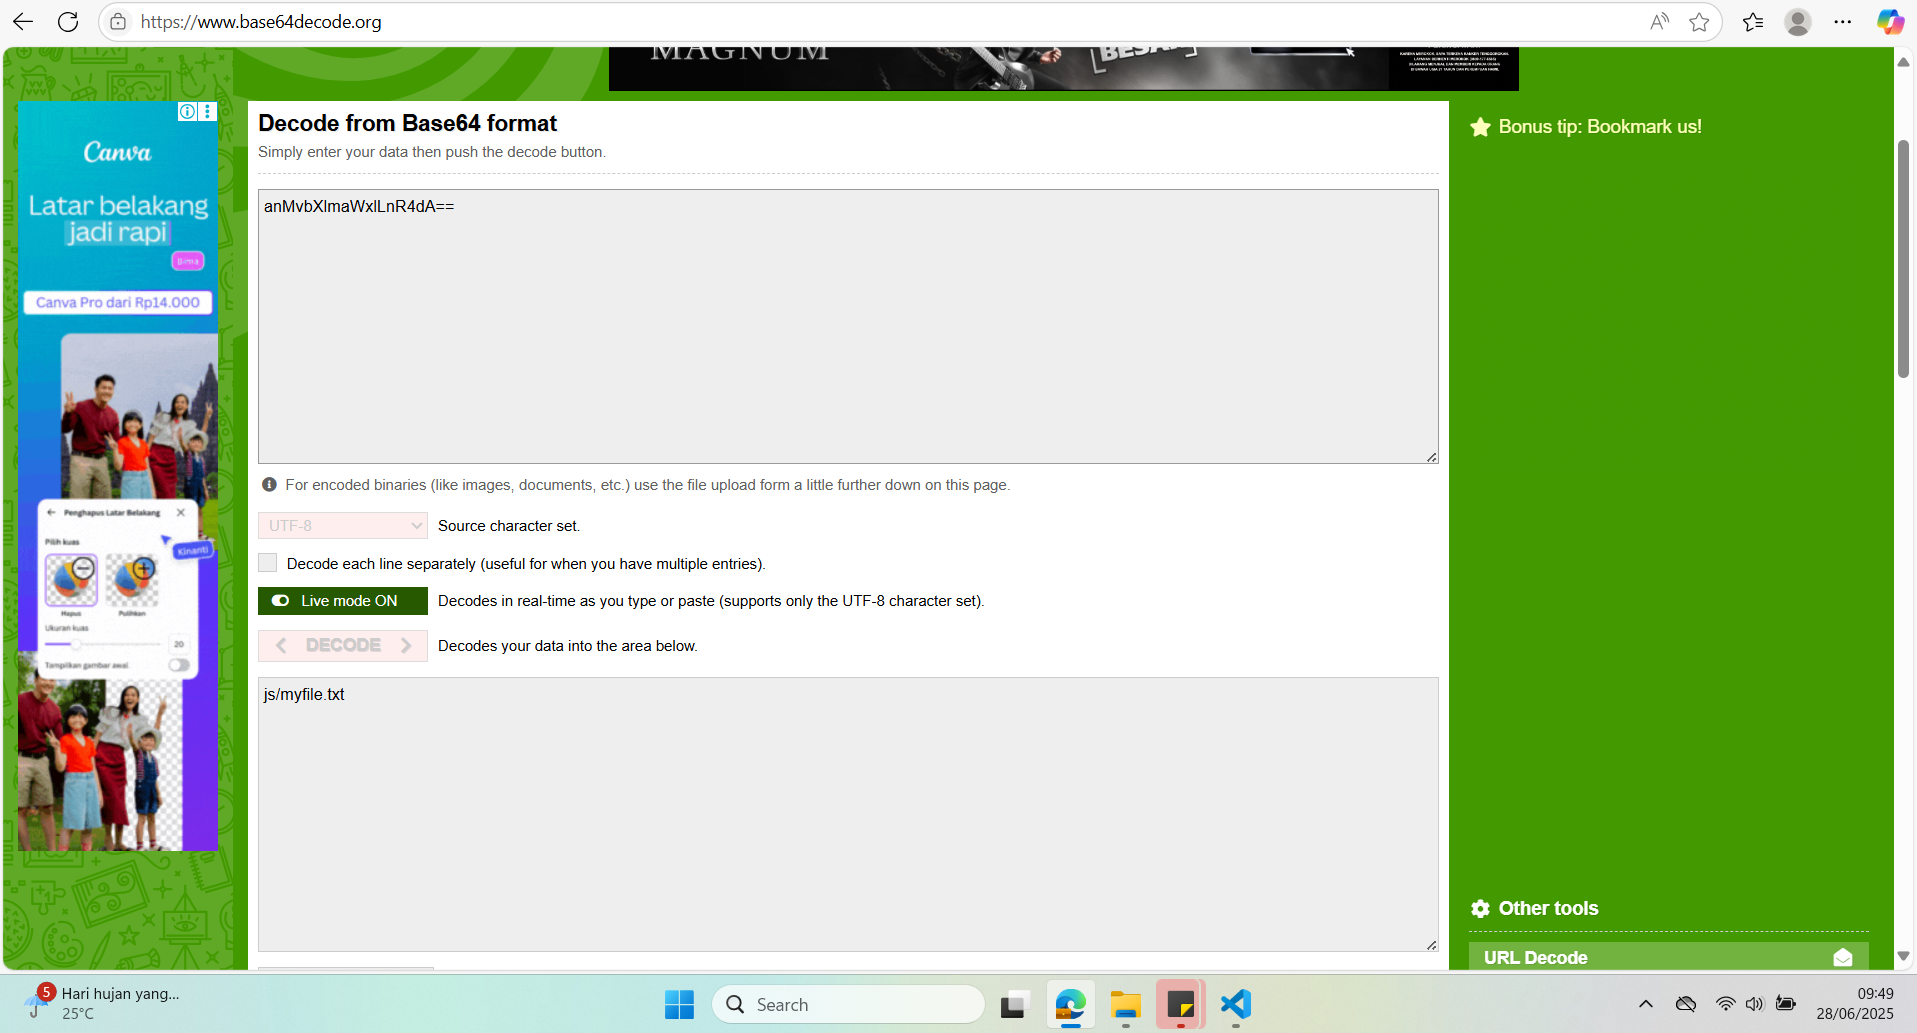 https://www.base64decode.org
MAGNUM
BESAR
Canva
Latar belakang
jadi rapi
Bima
Canva Pro dari Rp14.000
Penghapus Latar Belakang
Pilih kuas
Kinanti
Hapus
Pulihkan
Ukuran kuas
20
Tampilkan gambar awal
Decode from Base64 format
Simply enter your data then push the decode button.
anMvbXlmaWxlLnR4dA==
For encoded binaries (like images, documents, etc.) use the file upload form a little further down on this page.
UTF-8
Source character set.
Decode each line separately (useful for when you have multiple entries).
Live mode ON
Decodes in real-time as you type or paste (supports only the UTF-8 character set).
DECODE
Decodes your data into the area below.
js/myfile.txt
Bonus tip: Bookmark us!
Other tools
URL Decode
5
Hari hujan yang...
25°C
Search
09:49
28/06/2025